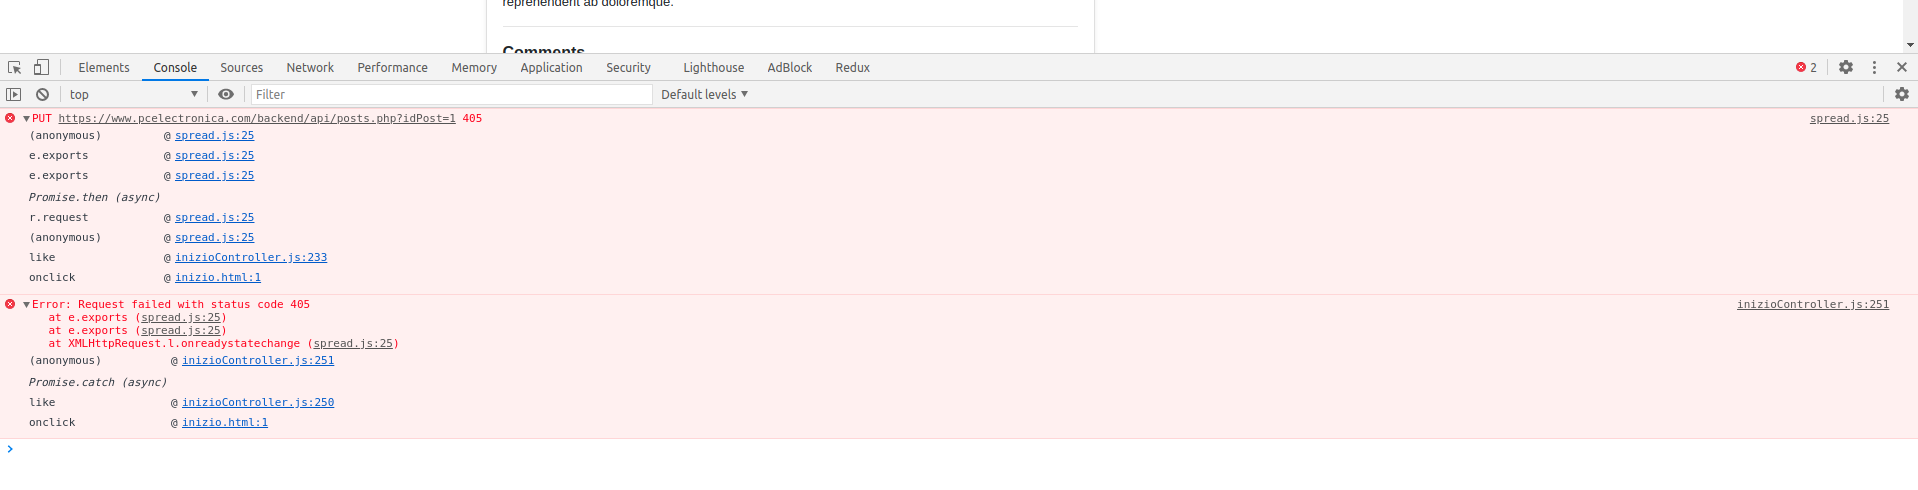 reprehenderit ab doloremque.
Comments
Elements Console Sources Network Performance Memory Application Security Lighthouse AdBlock Redux 2
top Filter Default levels
PUT https://www.pcelectronica.com/backend/api/posts.php?idPost=1 405 spread.js:25
(anonymous) @ spread.js:25
e.exports @ spread.js:25
e.exports @ spread.js:25
Promise.then (async)
r.request @ spread.js:25
(anonymous) @ spread.js:25
like @ inizioController.js:233
onclick @ inizio.html:1
Error: Request failed with status code 405 inizioController.js:251
at e.exports (spread.js:25)
at e.exports (spread.js:25)
at XMLHttpRequest.l.onreadystatechange (spread.js:25)
(anonymous) @ inizioController.js:251
Promise.catch (async)
like @ inizioController.js:250
onclick @ inizio.html:1